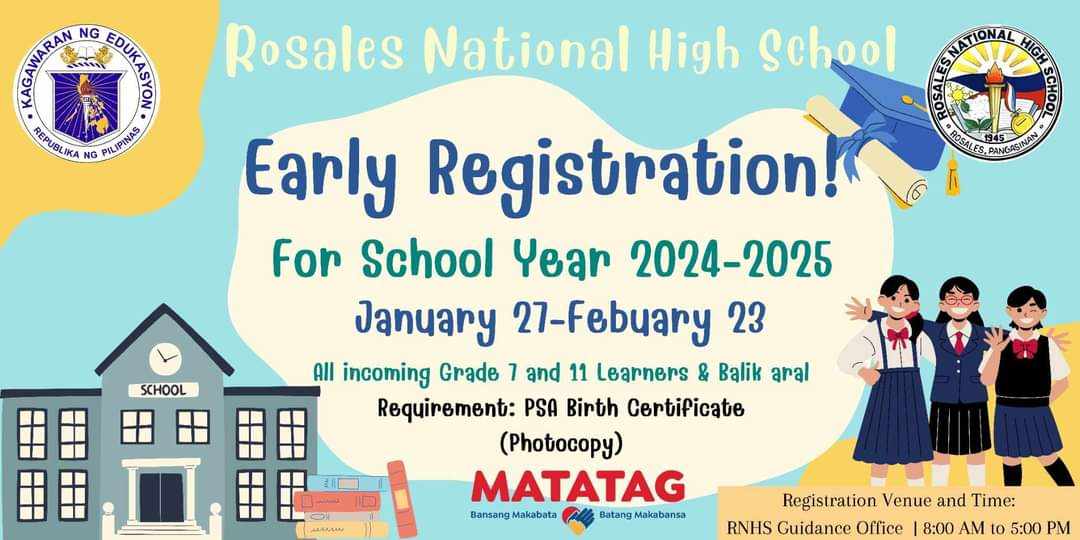 KAGAWARAN NG EDUKASYON
REPUBLIKA NG PILIPINAS
Rosales National High School
ROSALES NATIONAL HIGH SCHOOL
1945
ROSALES, PANGASINAN
Early Registration!
For School Year 2024-2025
January 27-Febuary 23
All incoming Grade 7 and 11 Learners & Balik aral
Requirement: PSA Birth Certificate
(Photocopy)
SCHOOL
MATATAG
Bansang Makabata Batang Makabansa
Registration Venue and Time:
RNHS Guidance Office | 8:00 AM to 5:00 PM